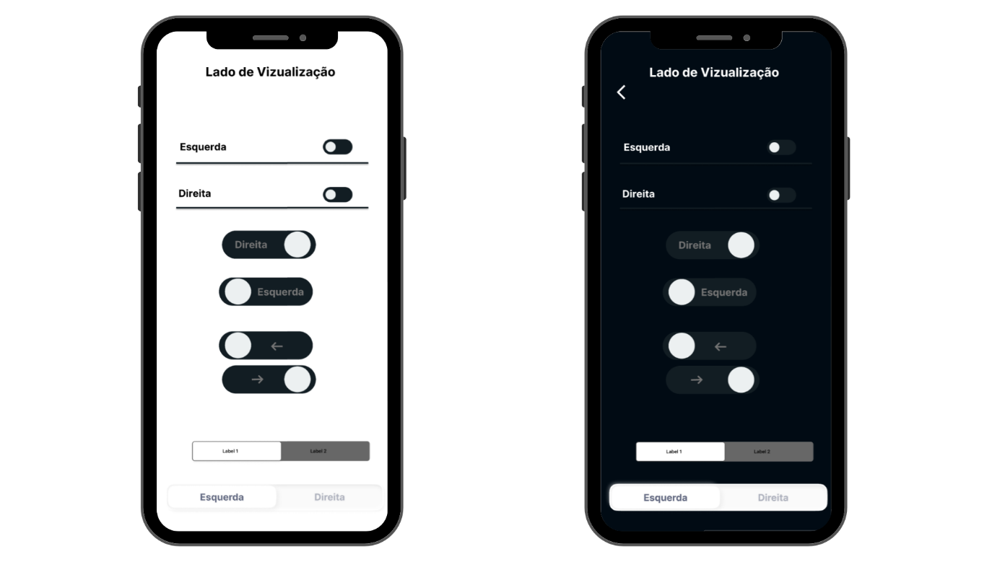 Lado de Vizualização
Esquerda
Direita
Direita
Esquerda
←
→
Label 1 Label 2
Esquerda Direita
Lado de Vizualização
Esquerda
Direita
Direita
Esquerda
←
→
Label 1 Label 2
Esquerda Direita